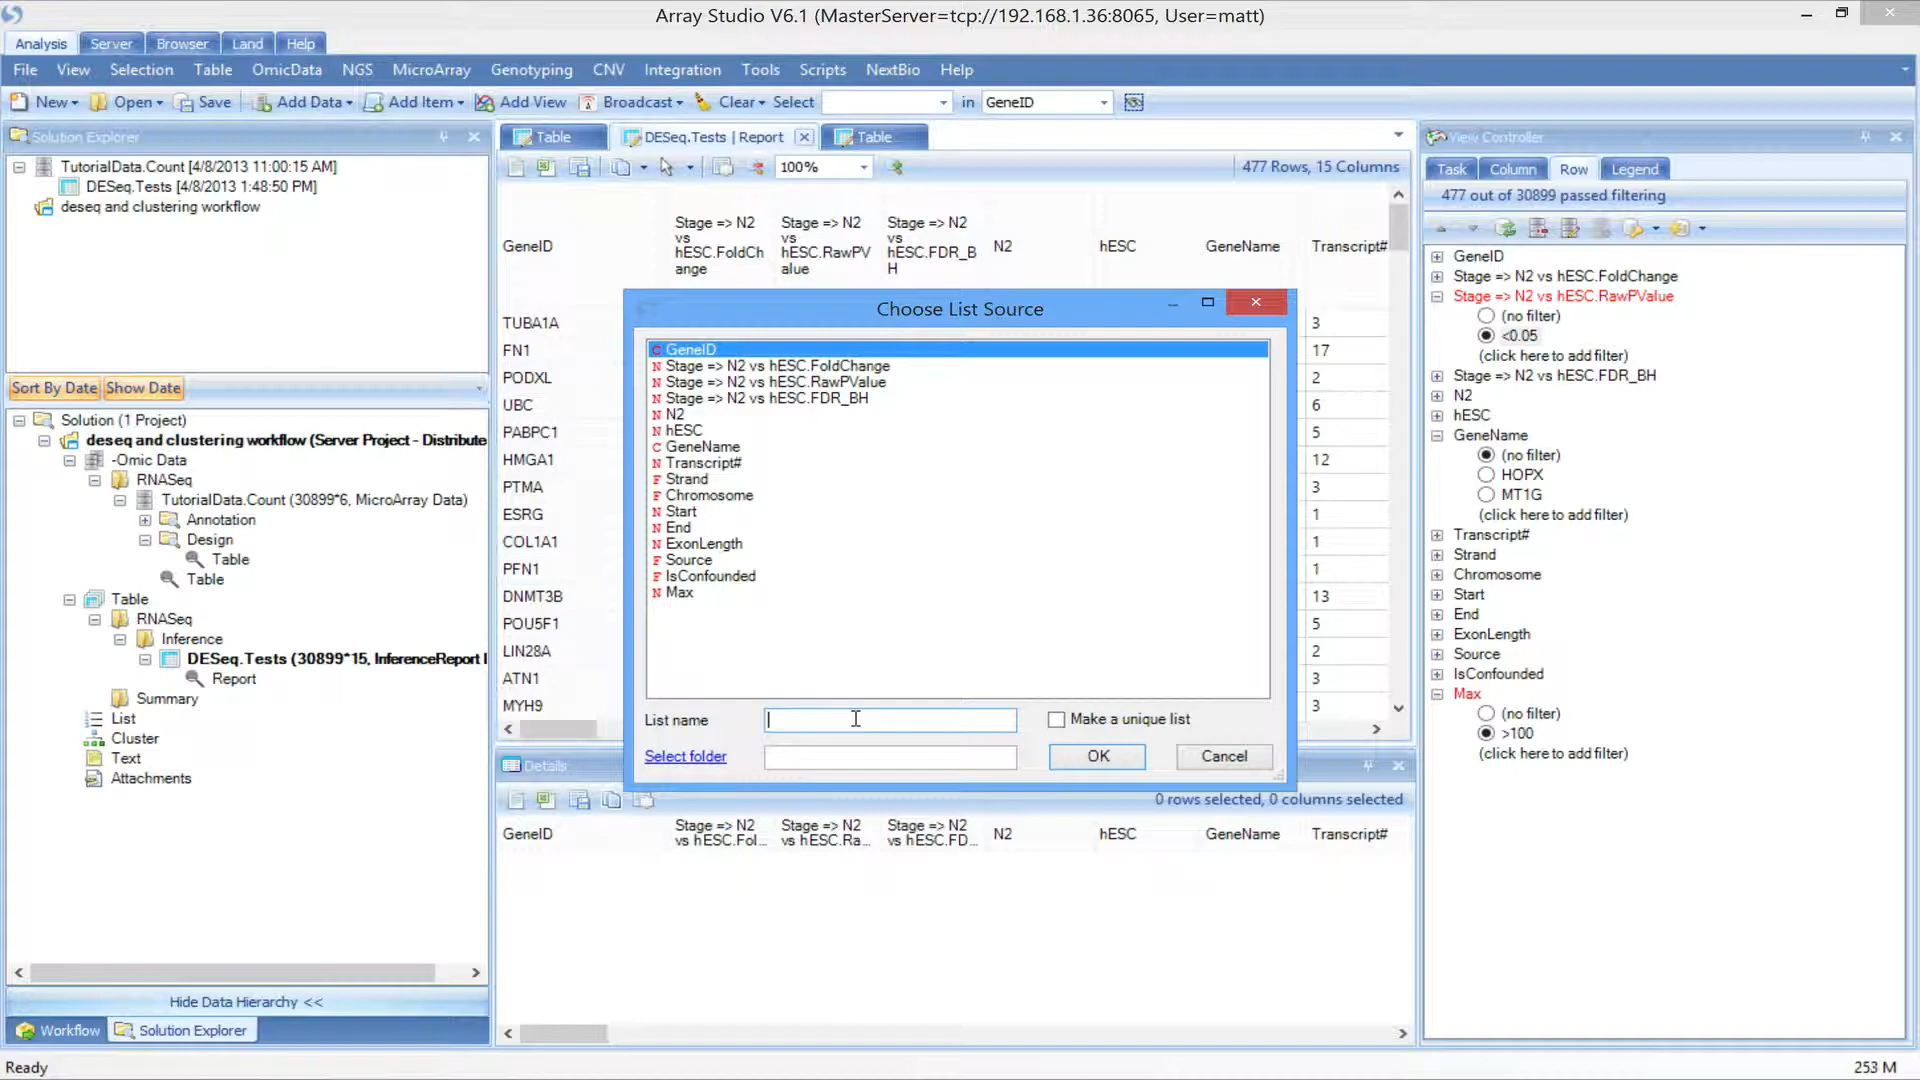 Array Studio V6.1 (MasterServer=tcp://192.168.1.36:8065, User=matt)
Analysis Server Browser Land Help
File View Selection Table OmicData NGS MicroArray Genotyping CNV Integration Tools Scripts NextBio Help
New Open Save Add Data Add Item Add View Broadcast Clear Select in GeneID
Solution Explorer
TutorialData.Count [4/8/2013 11:00:15 AM]
DESeq.Tests [4/8/2013 1:48:50 PM]
deseq and clustering workflow
Sort By Date Show Date
Solution (1 Project)
deseq and clustering workflow (Server Project - Distribute
-Omic Data
RNASeq
TutorialData.Count (30899*6, MicroArray Data)
Annotation
Design
Table
Table
Table
RNASeq
Inference
DESeq.Tests (30899*15, InferenceReport
Report
Summary
List
Cluster
Text
Attachments
Hide Data Hierarchy <<
Workflow Solution Explorer
Ready
Table DESeq.Tests | Report Table
100% 477 Rows, 15 Columns
GeneID
Stage => N2
vs
hESC.FoldCh
ange
Stage => N2
vs
hESC.RawPV
alue
Stage => N2
vs
hESC.FDR_B
H
N2
hESC
GeneName
Transcript#
TUBA1A 3
FN1 17
PODXL 2
UBC 6
PABPC1 5
HMGA1 12
PTMA 3
ESRG 1
COL1A1 1
PFN1 1
DNMT3B 13
POU5F1 5
LIN28A 2
ATN1 3
MYH9 3
Choose List Source
C GeneID
N Stage => N2 vs hESC.FoldChange
N Stage => N2 vs hESC.RawPValue
N Stage => N2 vs hESC.FDR_BH
N N2
N hESC
C GeneName
N Transcript#
F Strand
F Chromosome
N Start
N End
N ExonLength
F Source
F IsConfounded
N Max
List name
Make a unique list
Select folder
OK Cancel
Details
0 rows selected, 0 columns selected
GeneID
Stage => N2
vs hESC.Fol...
Stage => N2
vs hESC.Ra...
Stage => N2
vs hESC.FD...
N2
hESC
GeneName
Transcript#
View Controller
Task Column Row Legend
477 out of 30899 passed filtering
GeneID
Stage => N2 vs hESC.FoldChange
Stage => N2 vs hESC.RawPValue
(no filter)
<0.05
(click here to add filter)
Stage => N2 vs hESC.FDR_BH
N2
hESC
GeneName
(no filter)
HOPX
MT1G
(click here to add filter)
Transcript#
Strand
Chromosome
Start
End
ExonLength
Source
IsConfounded
Max
(no filter)
>100
(click here to add filter)
253 M